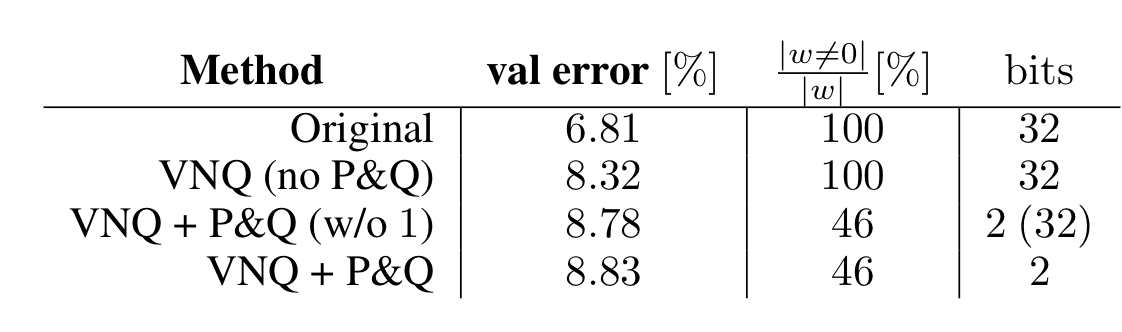 Method val error [%] |w≠0|/|w| [%] bits
Original 6.81 100 32
VNQ (no P&Q) 8.32 100 32
VNQ + P&Q (w/o 1) 8.78 46 2 (32)
VNQ + P&Q 8.83 46 2